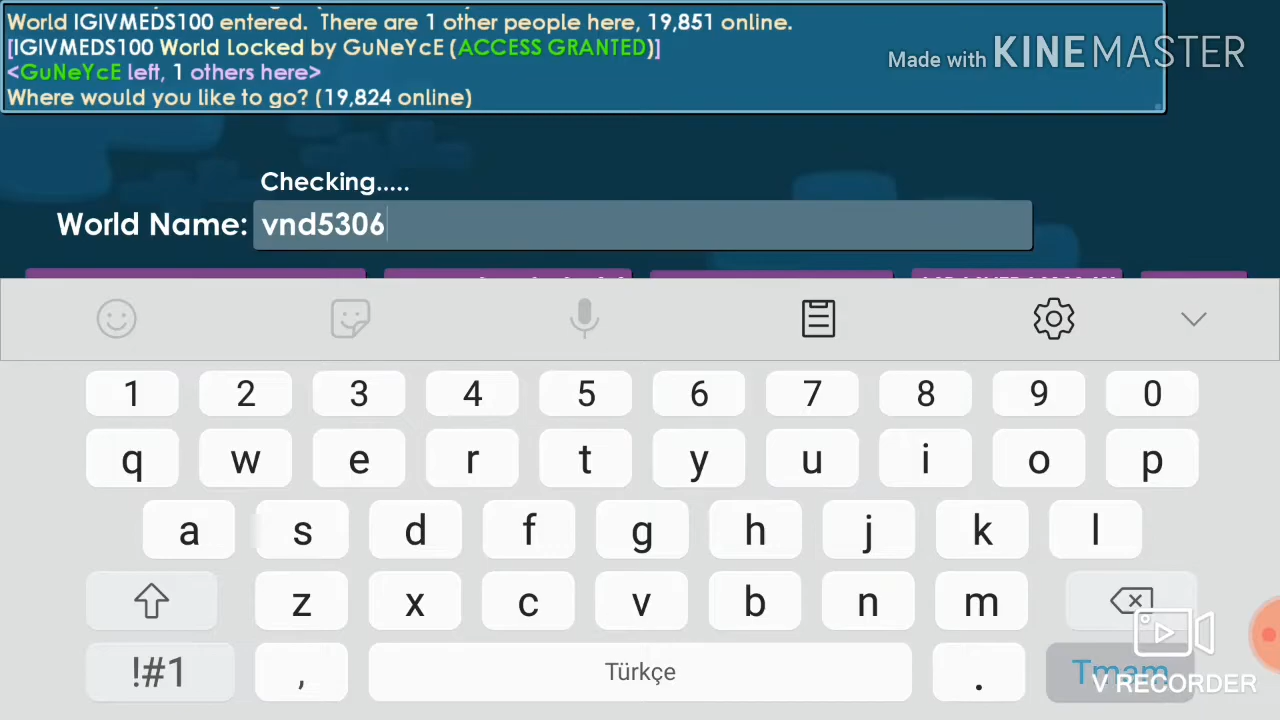 World IGIVMEDS100 entered. There are 1 other people here, 19,851 online.
[IGIVMEDS100 World Locked by GuNeYcE (ACCESS GRANTED)]
<GuNeYcE left, 1 others here>
Where would you like to go? (19,824 online)
Made with KINEMASTER
Checking.....
World Name: vnd5306
1 2 3 4 5 6 7 8 9 0
q w e r t y u i o p
a s d f g h j k l
z x c v b n m
!#1 , Türkçe . Tmam
V RECORDER